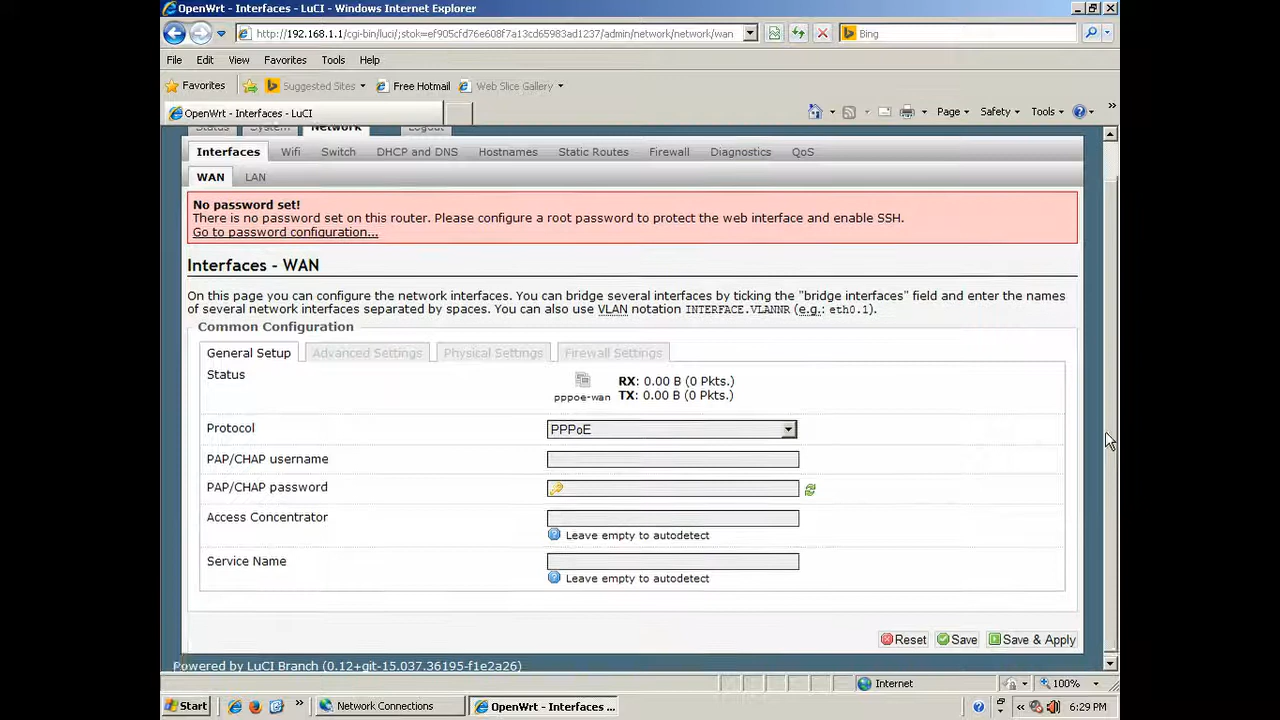 OpenWrt - Interfaces - LuCI - Windows Internet Explorer
http://192.168.1.1/cgi-bin/luci/;stok=ef905cfd76e608f7a13cd65983ad1237/admin/network/network/wan
Bing
File Edit View Favorites Tools Help
Favorites Suggested Sites Free Hotmail Web Slice Gallery
OpenWrt - Interfaces - LuCI
Page Safety Tools »
Status System Network Logout
Interfaces Wifi Switch DHCP and DNS Hostnames Static Routes Firewall Diagnostics QoS
WAN LAN
No password set!
There is no password set on this router. Please configure a root password to protect the web interface and enable SSH.
Go to password configuration...
Interfaces - WAN
On this page you can configure the network interfaces. You can bridge several interfaces by ticking the "bridge interfaces" field and enter the names
of several network interfaces separated by spaces. You can also use VLAN notation INTERFACE.VLANNR (e.g.: eth0.1).
Common Configuration
General Setup Advanced Settings Physical Settings Firewall Settings
Status
RX: 0.00 B (0 Pkts.)
pppoe-wan TX: 0.00 B (0 Pkts.)
Protocol PPPoE
PAP/CHAP username
PAP/CHAP password
Access Concentrator
Leave empty to autodetect
Service Name
Leave empty to autodetect
Reset Save Save & Apply
Powered by LuCI Branch (0.12+git-15.037.36195-f1e2a26)
Internet 100%
Start » Network Connections OpenWrt - Interfaces ... « 6:29 PM